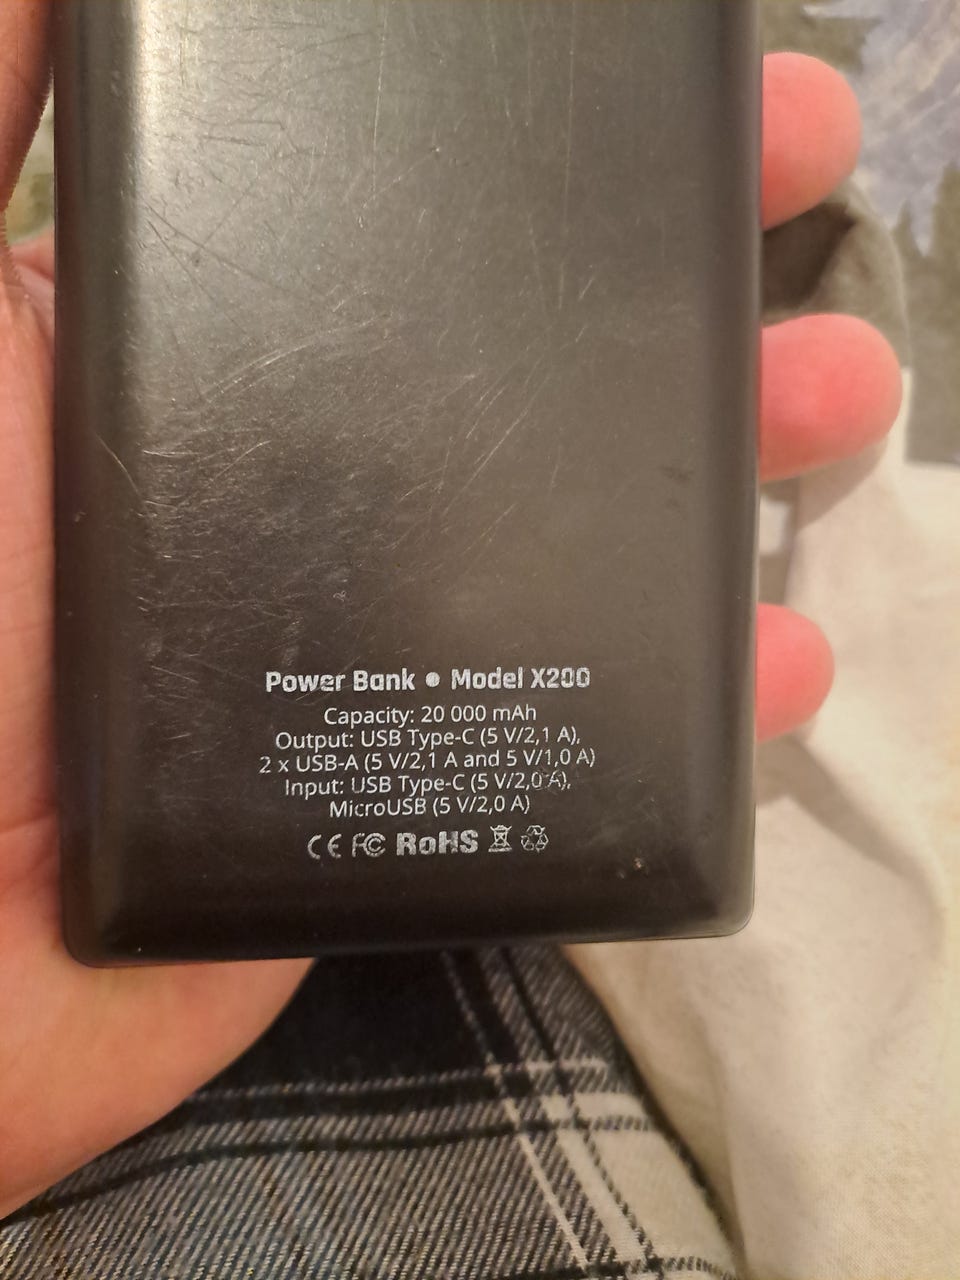 Power Bank • Model X200
Capacity: 20 000 mAh
Output: USB Type-C (5 V/2,1 A),
2 x USB-A (5 V/2,1 A and 5 V/1,0 A)
Input: USB Type-C (5 V/2,0 A),
MicroUSB (5 V/2,0 A)
CE FC RoHS